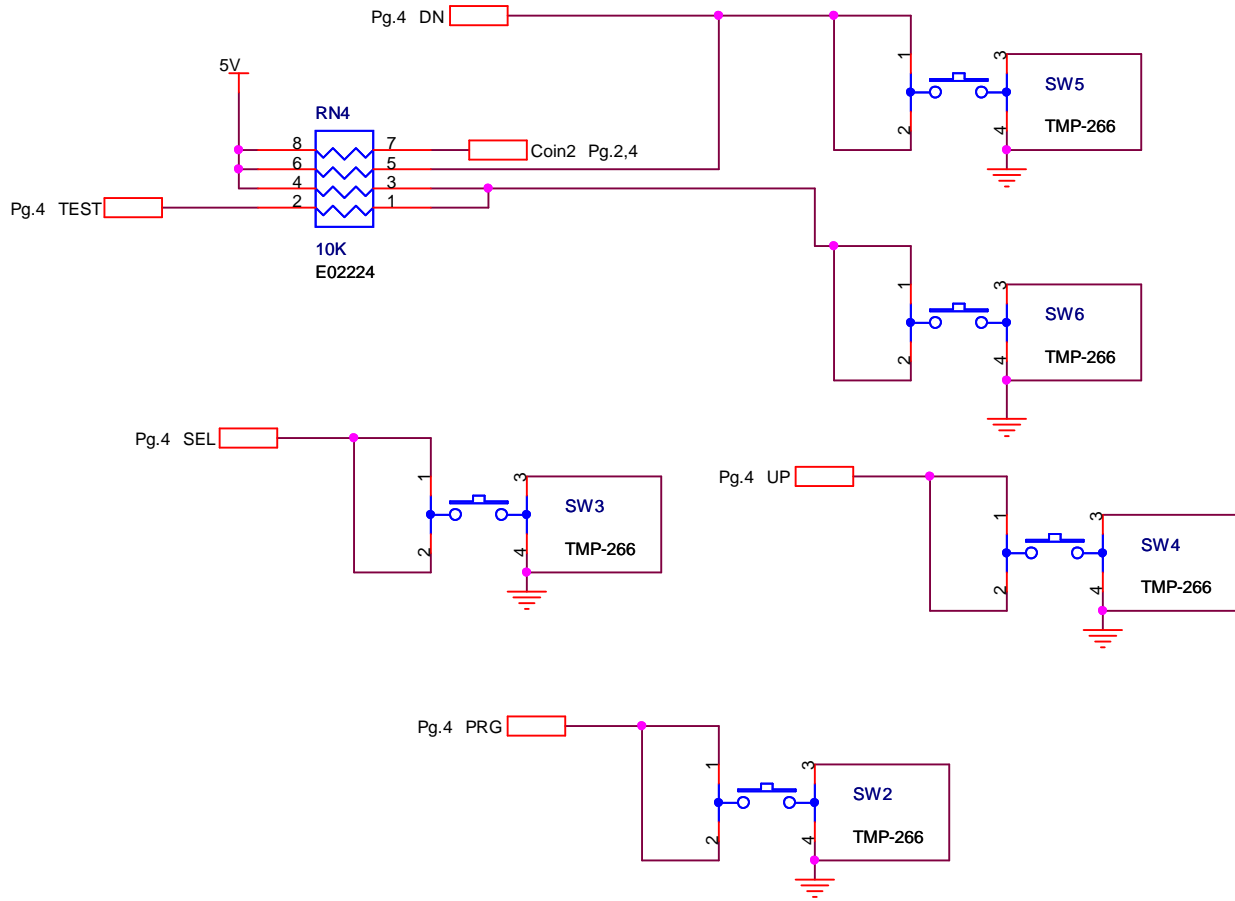 Pg.4 DN
5V
RN4
8 7
6 5
4 3
2 1
Coin2 Pg.2,4
Pg.4 TEST
10K
E02224
1 3
2 4
SW5
TMP-266
1 3
2 4
SW6
TMP-266
Pg.4 SEL
1 3
2 4
SW3
TMP-266
Pg.4 UP
1 3
2 4
SW4
TMP-266
Pg.4 PRG
1 3
2 4
SW2
TMP-266